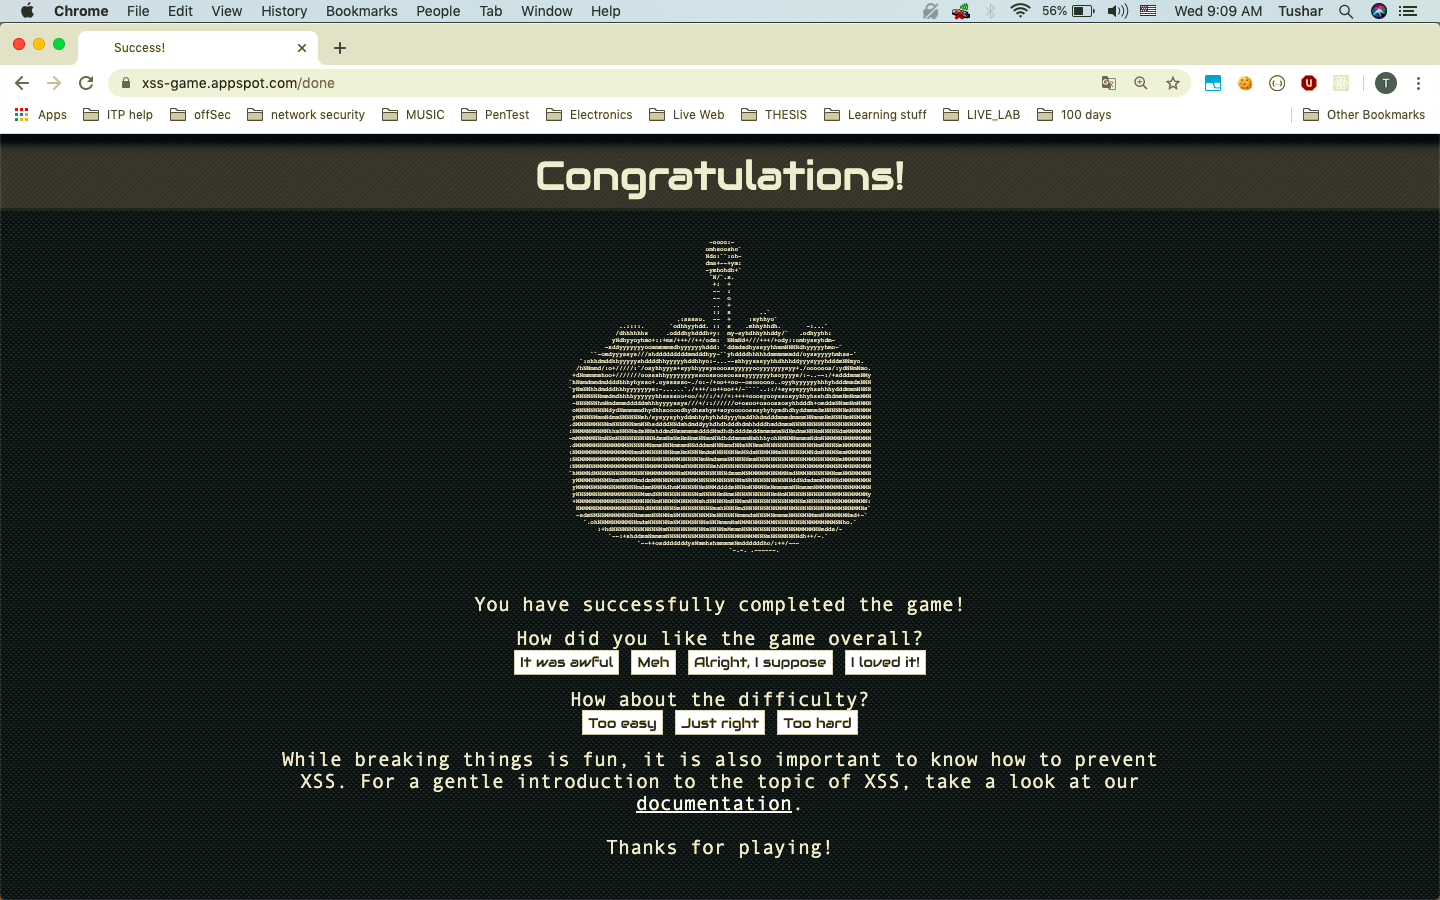 Chrome File Edit View History Bookmarks People Tab Window Help 56% Wed 9:09 AM Tushar
Success!
xss-game.appspot.com/done T
Apps ITP help offSec network security MUSIC PenTest Electronics Live Web THESIS Learning stuff LIVE_LAB 100 days Other Bookmarks
Congratulations!
You have successfully completed the game!
How did you like the game overall?
It was awful Meh Alright, I suppose I loved it!
How about the difficulty?
Too easy Just right Too hard
While breaking things is fun, it is also important to know how to prevent
XSS. For a gentle introduction to the topic of XSS, take a look at our
documentation.
Thanks for playing!